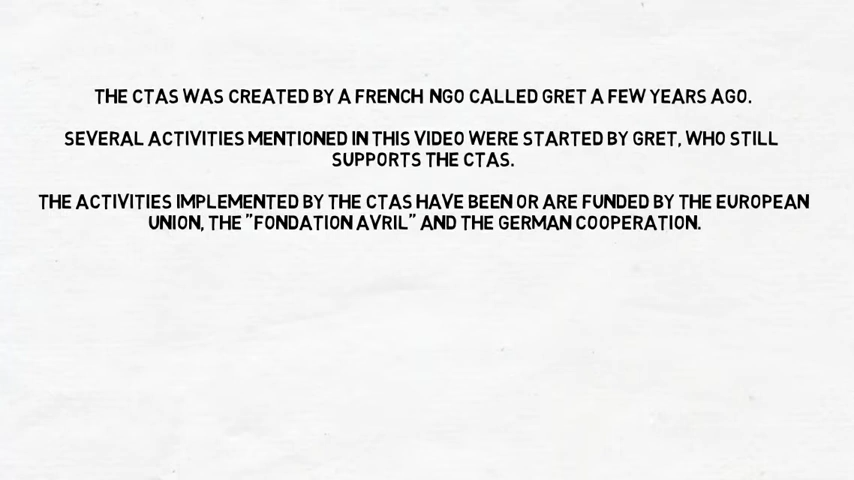 THE CTAS WAS CREATED BY A FRENCH NGO CALLED GRET A FEW YEARS AGO.
SEVERAL ACTIVITIES MENTIONED IN THIS VIDEO WERE STARTED BY GRET, WHO STILL
SUPPORTS THE CTAS.
THE ACTIVITIES IMPLEMENTED BY THE CTAS HAVE BEEN OR ARE FUNDED BY THE EUROPEAN
UNION, THE "FONDATION AVRIL" AND THE GERMAN COOPERATION.